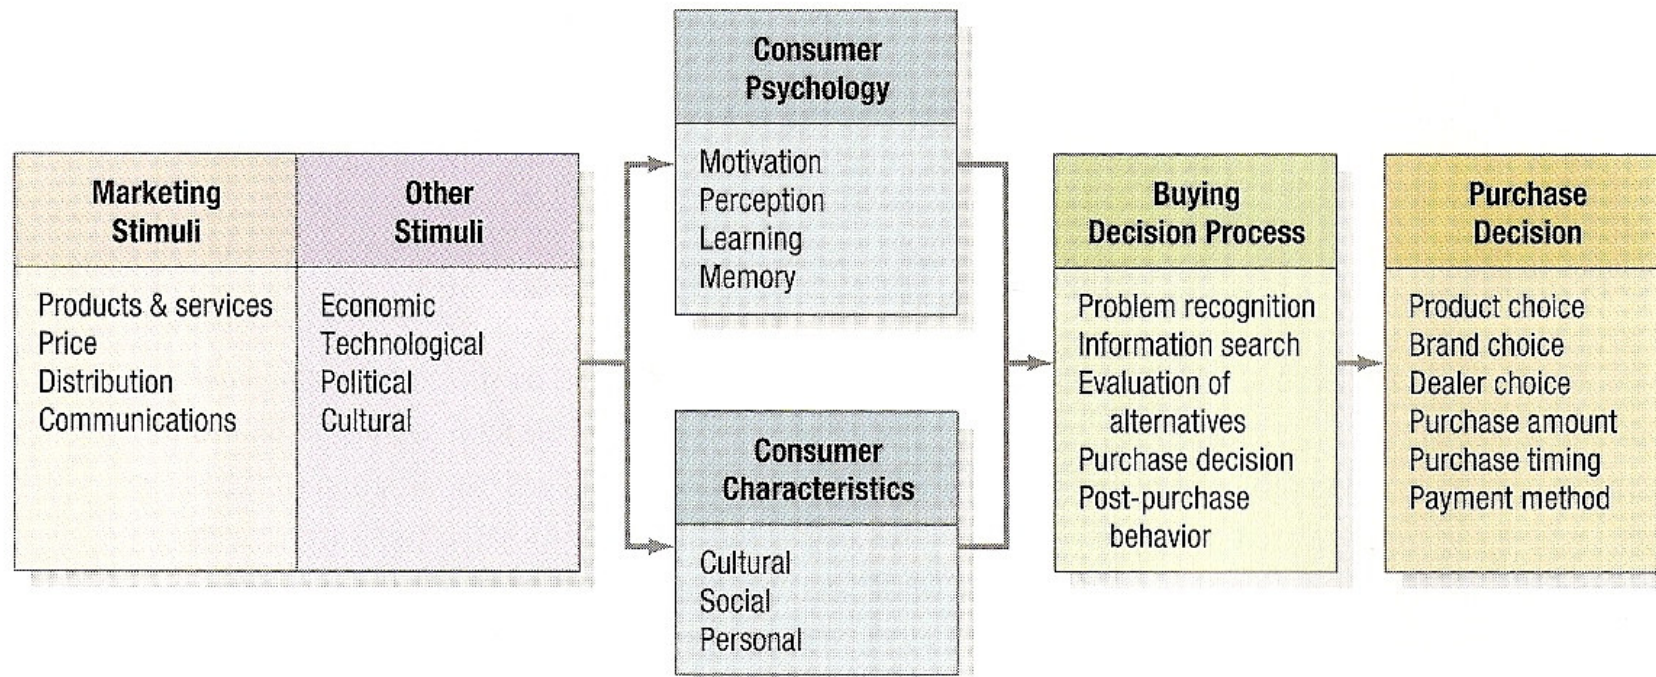 Marketing
Stimuli
Products & services
Price
Distribution
Communications
Other
Stimuli
Economic
Technological
Political
Cultural
Consumer
Psychology
Motivation
Perception
Learning
Memory
Consumer
Characteristics
Cultural
Social
Personal
Buying
Decision Process
Problem recognition
Information search
Evaluation of
alternatives
Purchase decision
Post-purchase
behavior
Purchase
Decision
Product choice
Brand choice
Dealer choice
Purchase amount
Purchase timing
Payment method